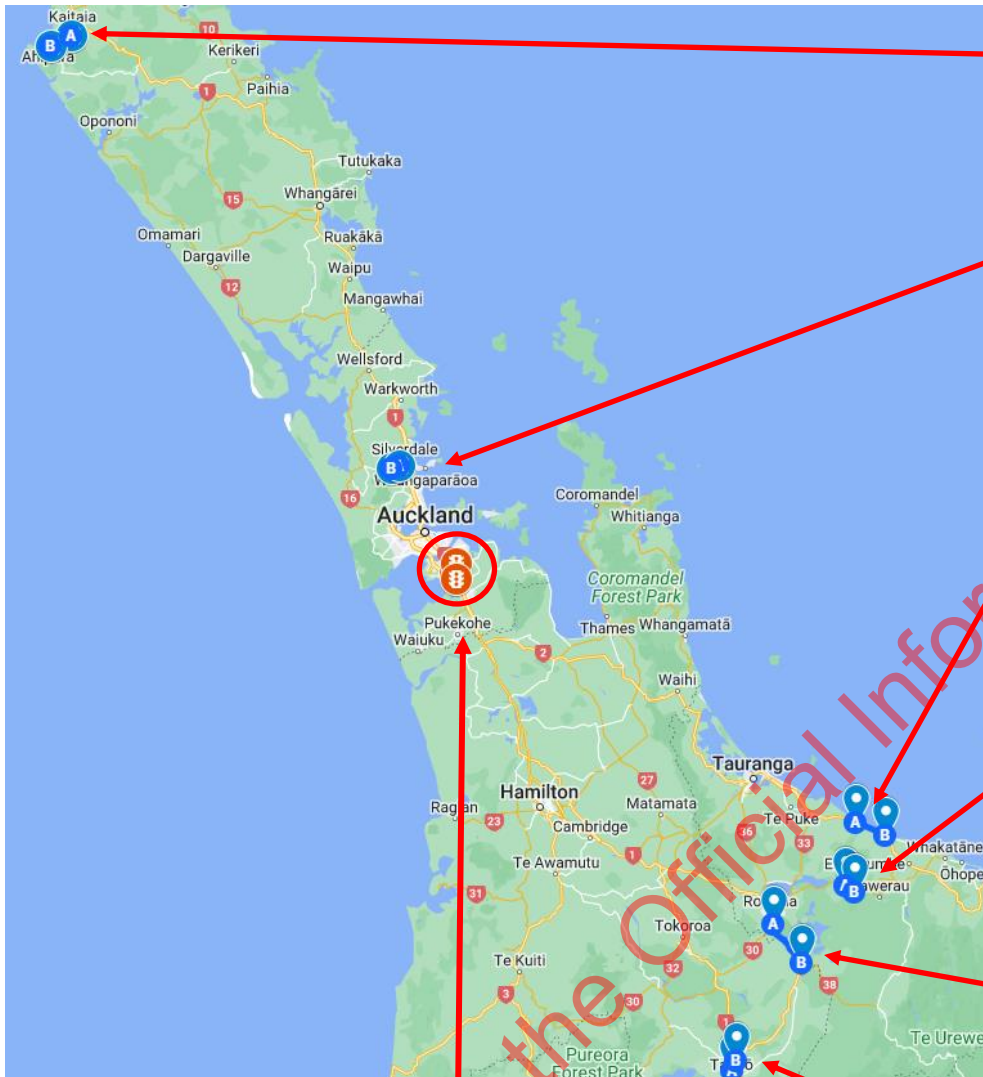 Kaitaia
A
B
10
Kerikeri
Paihia
1
Opononi
Tutukaka
15
Whangārei
Omamari
Ruakākā
Dargaville
Waipu
12
Mangawhai
Wellsford
Warkworth
1
Silverdale
B
16
Auckland
Coromandel
Whitianga
Coromandel
Forest Park
Pukekohe
Waiuku
Thames
Whangamatā
2
Waihi
Tauranga
27
Hamilton
Matamata
Raglan
23
Cambridge
36
Te Puke
A
B
33
Te Awamutu
1
Whakatāne
Ōhope
B
31
A
Tokoroa
30
B
32
38
Te Kuiti
3
30
1
Te Urewe
Pureora
Forest Park
B
the Official Infor